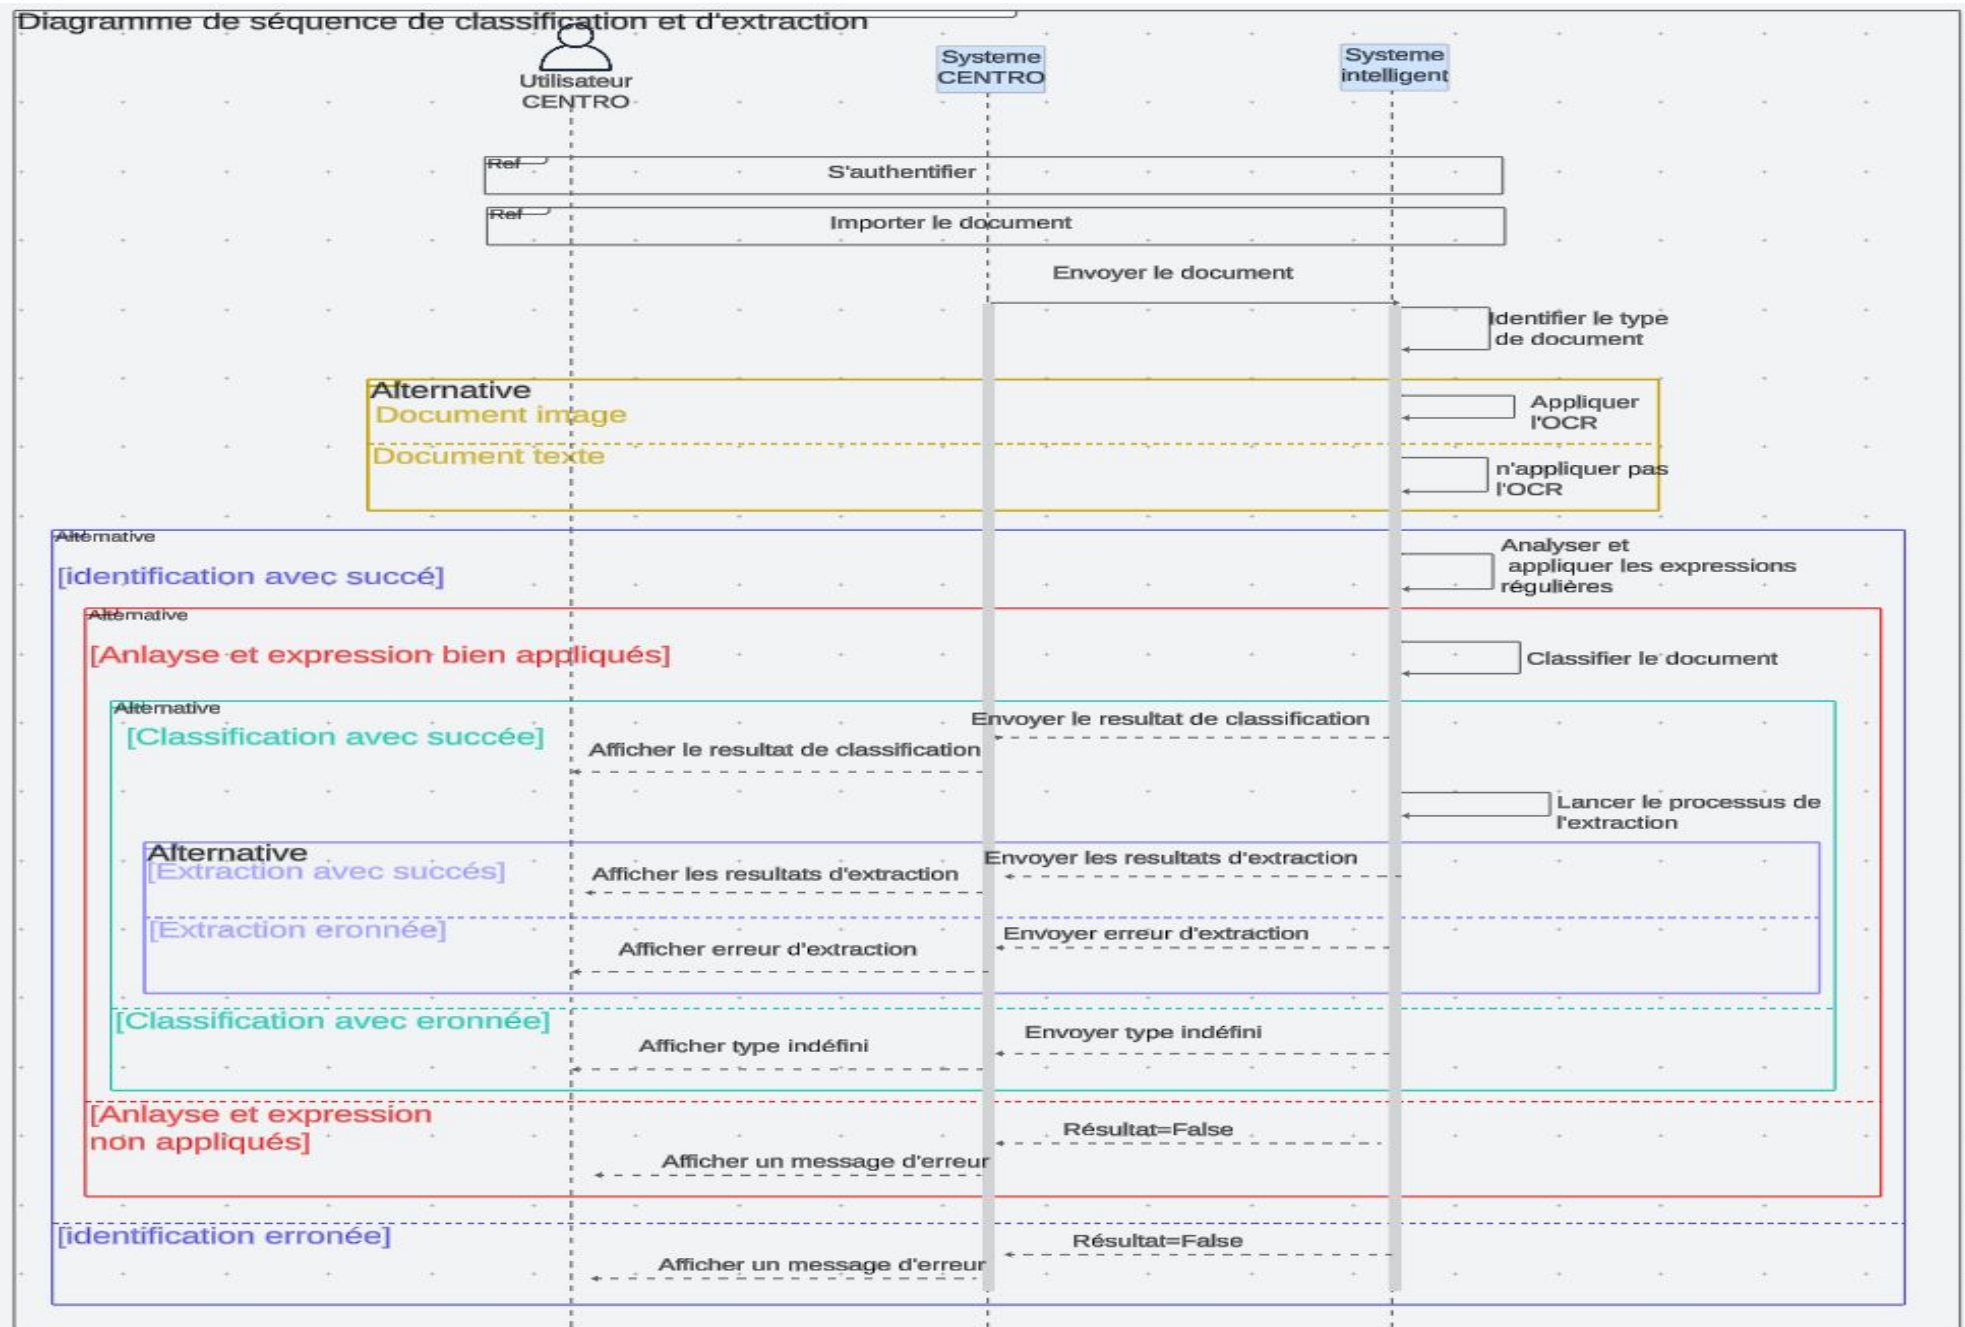 Diagramme de séquence de classification et d'extraction
Utilisateur
CENTRO
Systeme
CENTRO
Systeme
intelligent
Ref
S'authentifier
Ref
Importer le document
Envoyer le document
Identifier le type
de document
Alternative
Document image
Appliquer
l'OCR
Document texte
n'appliquer pas
l'OCR
Alternative
[identification avec succé]
Analyser et
appliquer les expressions
régulières
Alternative
[Anlayse et expression bien appliqués]
Classifier le document
Alternative
[Classification avec succée]
Envoyer le resultat de classification
Afficher le resultat de classification
Lancer le processus de
l'extraction
Alternative
[Extraction avec succés]
Envoyer les resultats d'extraction
Afficher les resultats d'extraction
[Extraction eronnée]
Envoyer erreur d'extraction
Afficher erreur d'extraction
[Classification avec eronnée]
Envoyer type indéfini
Afficher type indéfini
[Anlayse et expression
non appliqués]
Résultat=False
Afficher un message d'erreur
[identification erronée]
Résultat=False
Afficher un message d'erreur